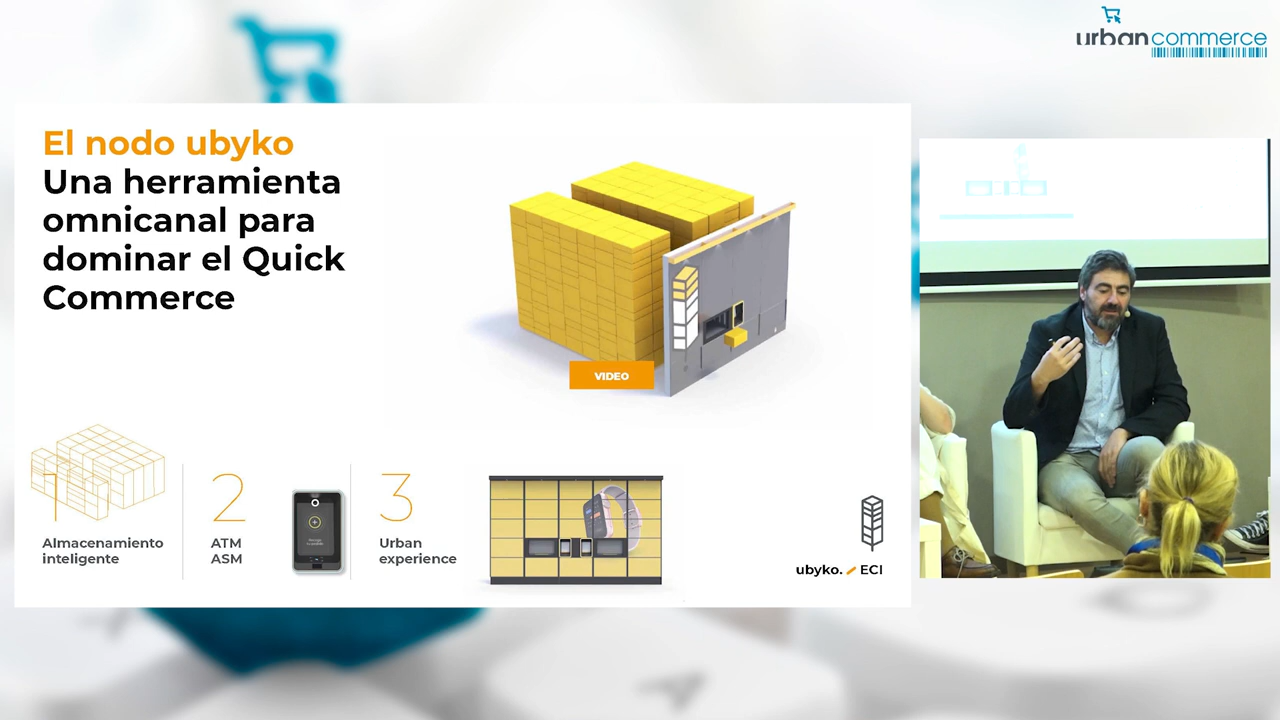 urbancommerce
El nodo ubyko
Una herramienta
omnicanal para
dominar el Quick
Commerce
VIDEO
1
Almacenamiento
inteligente
2
ATM
ASM
3
Urban
experience
ubyko. ECI